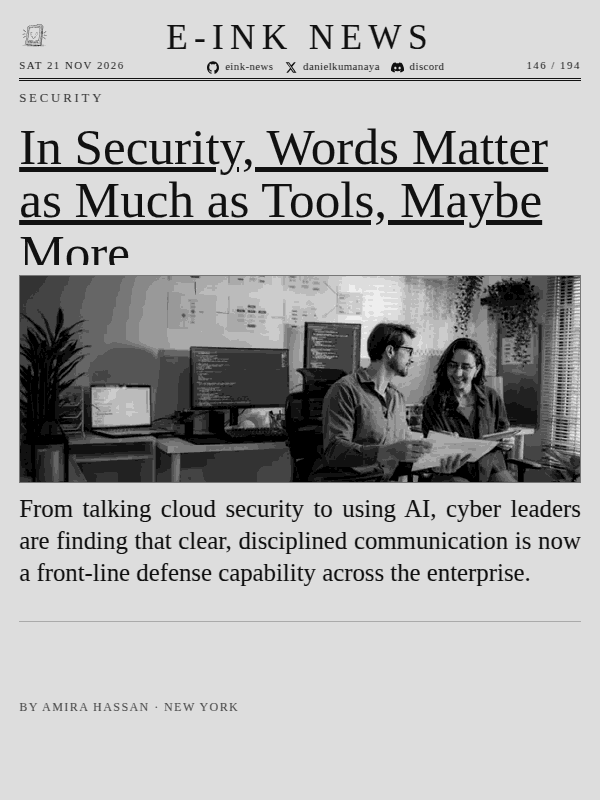 E-INK NEWS
SAT 21 NOV 2026
eink-news
danielkumanaya
discord
146 / 194
SECURITY
In Security, Words Matter
as Much as Tools, Maybe
More
From talking cloud security to using AI, cyber leaders
are finding that clear, disciplined communication is now
a front-line defense capability across the enterprise.
BY AMIRA HASSAN · NEW YORK